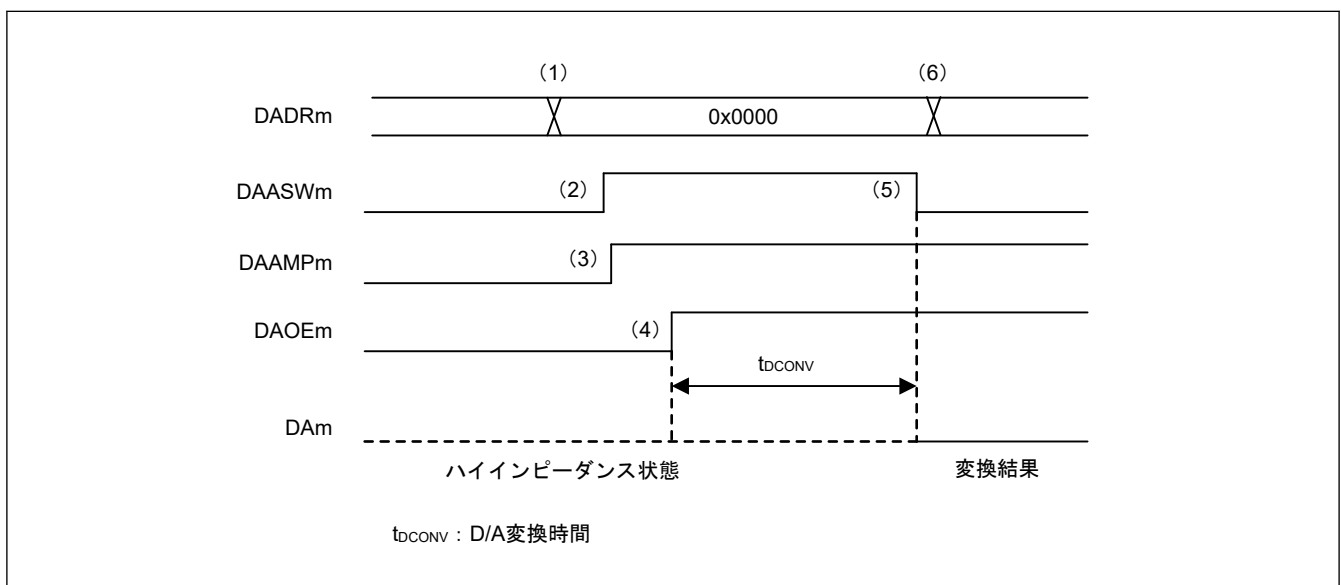 (1) (6)
DADRm 0x0000
DAASWm (2) (5)
DAAMPm (3)
DAOEm (4)
tDCONV
DAm
ハイインピーダンス状態 変換結果
tDCONV：D/A変換時間